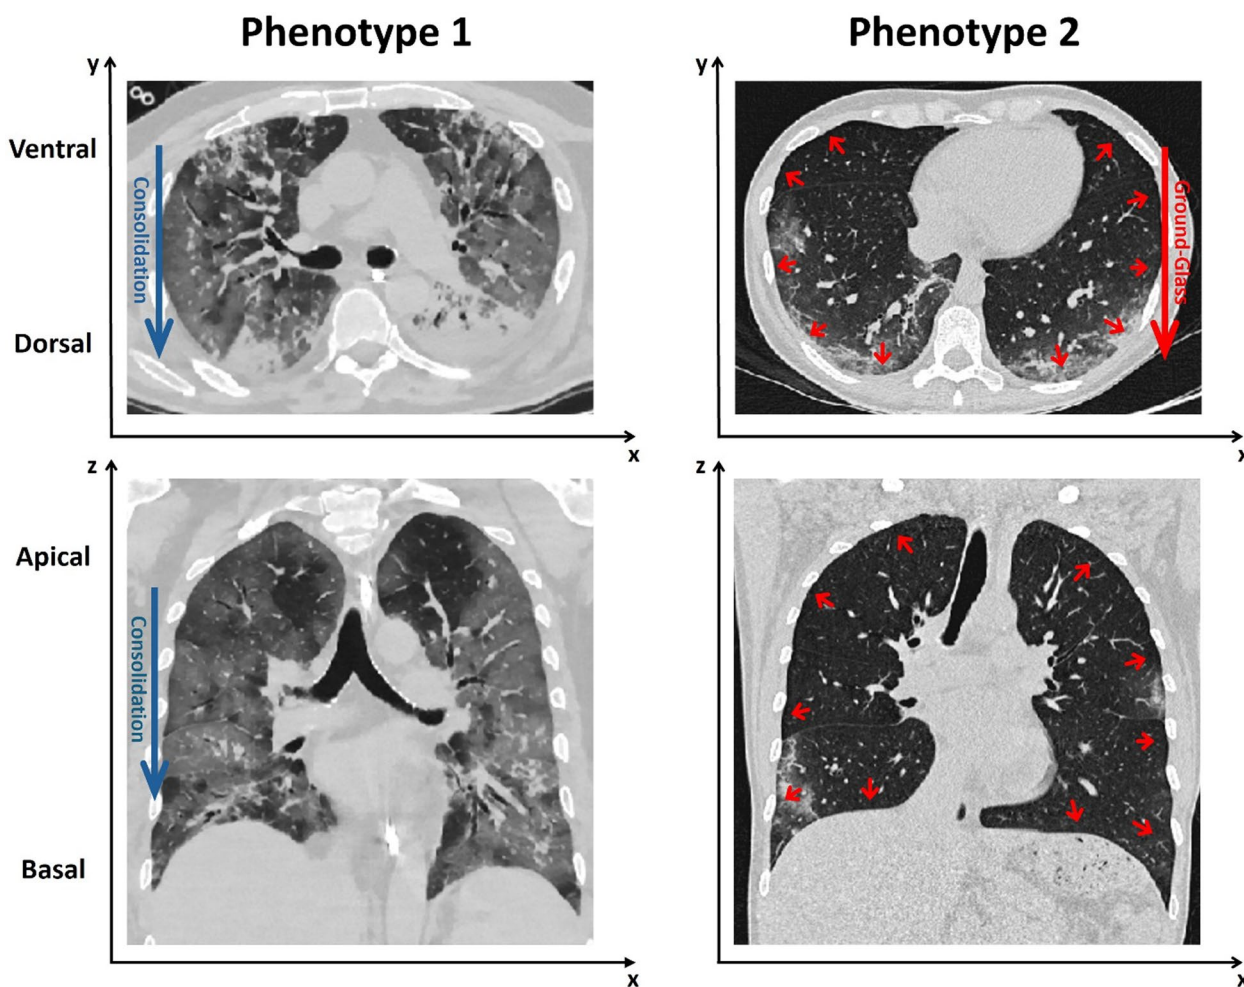 Phenotype 1
Phenotype 2
y
Ventral
Consolidation
Dorsal
x
Ground-Glass
x
z
Apical
Consolidation
Basal
x
z
x